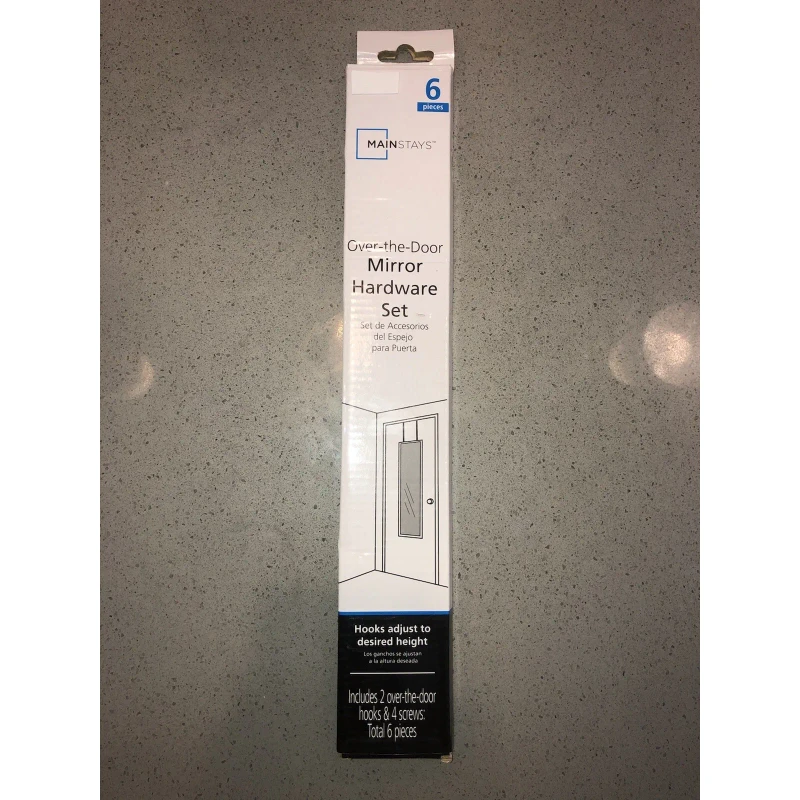 6
pieces
MAINSTAYS™
Over-the-Door
Mirror
Hardware
Set
Set de Accesorios
del Espejo
para Puerta
Hooks adjust to
desired height
Los ganchos se ajustan
a la altura deseada
Includes 2 over-the-door
hooks & 4 screws:
Total 6 pieces